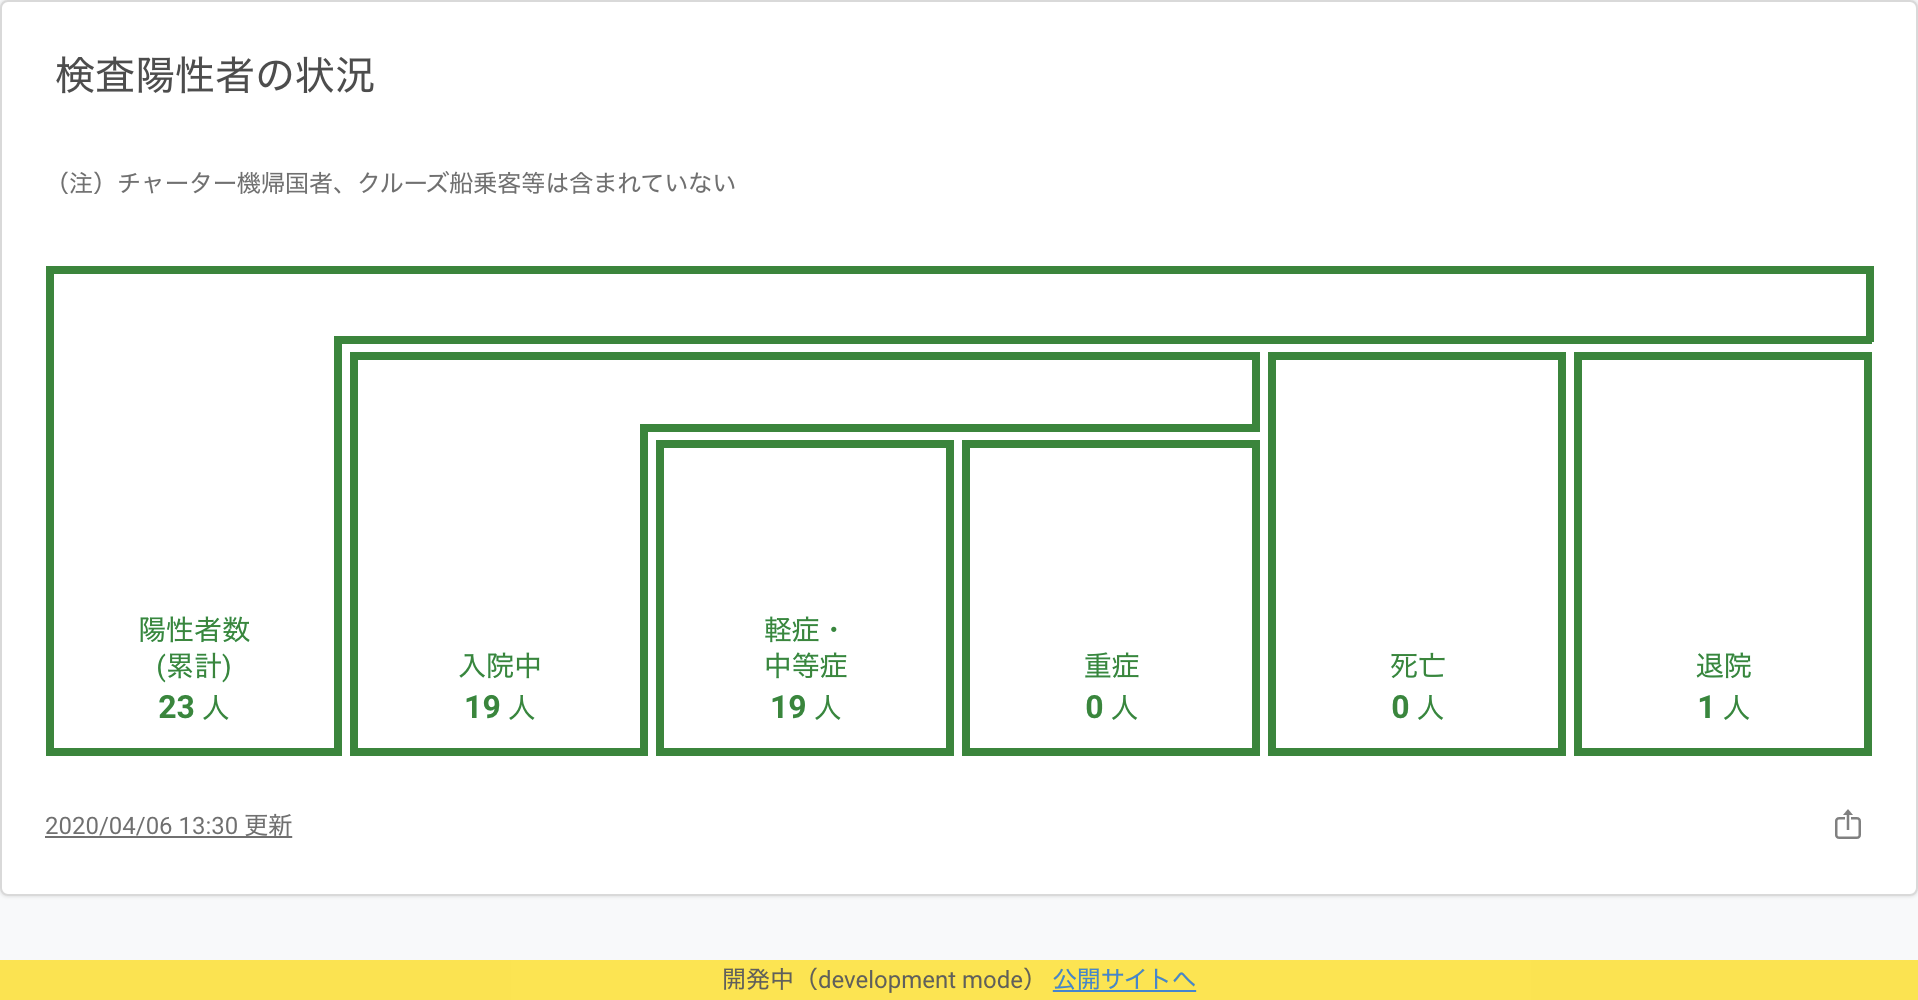 検査陽性者の状況
（注）チャーター機帰国者、クルーズ船乗客等は含まれていない
陽性者数
(累計)
23 人
入院中
19 人
軽症・
中等症
19 人
重症
0 人
死亡
0 人
退院
1 人
2020/04/06 13:30 更新
開発中（development mode） 公開サイトへ